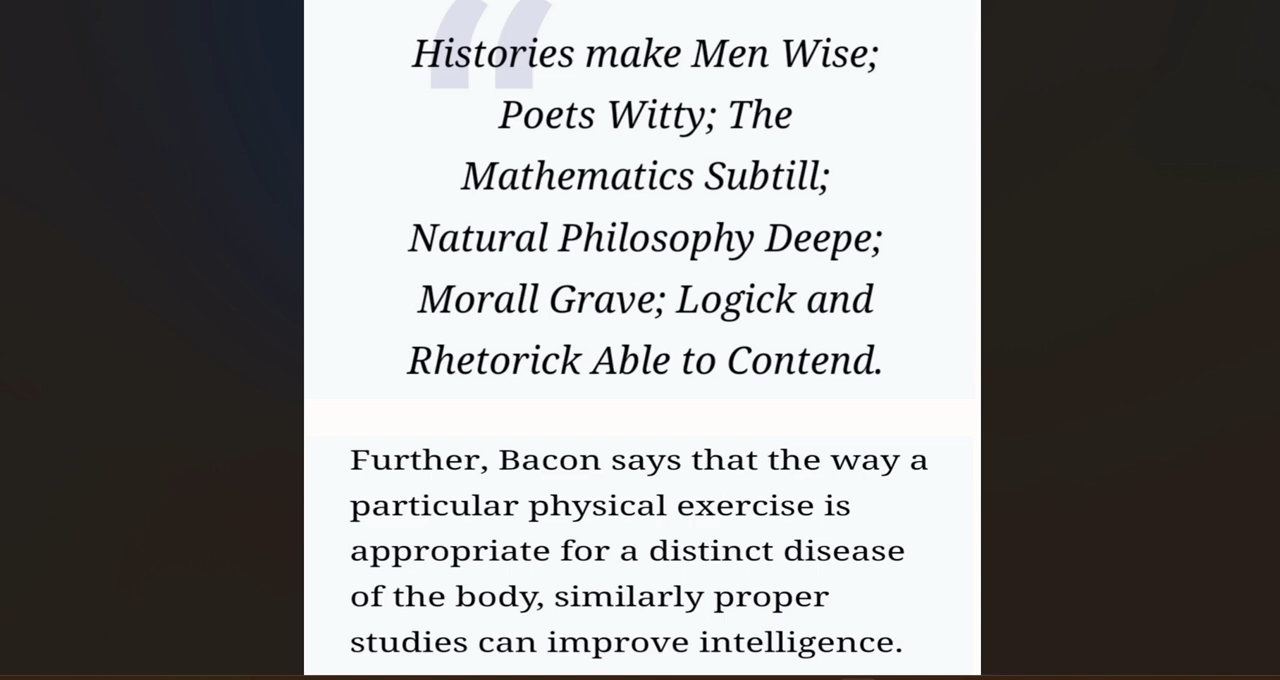 Histories make Men Wise;
Poets Witty; The
Mathematics Subtill;
Natural Philosophy Deepe;
Morall Grave; Logick and
Rhetorick Able to Contend.
Further, Bacon says that the way a
particular physical exercise is
appropriate for a distinct disease
of the body, similarly proper
studies can improve intelligence.